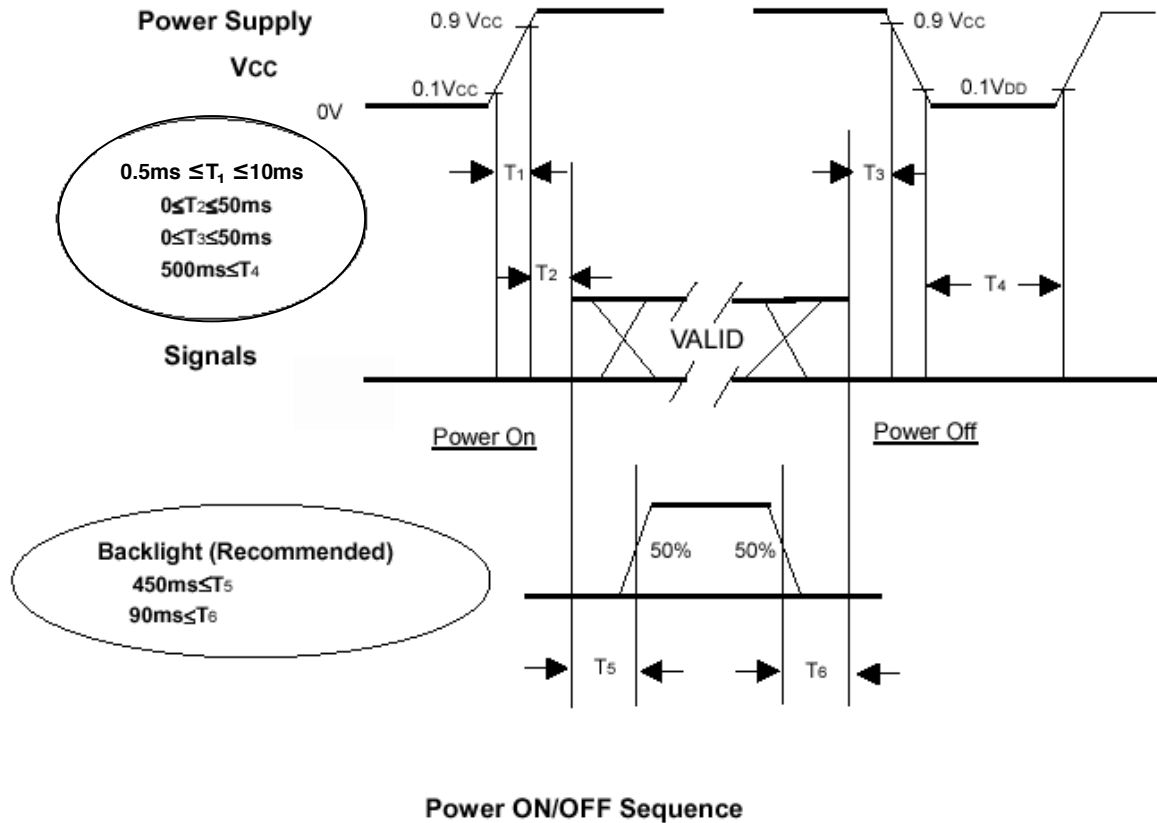 Power Supply
VCC
0.9 VCC
0.1VCC
0V
0.9 VCC
0.1VDD
0.5ms ≤T1 ≤10ms
0≤T2≤50ms
0≤T3≤50ms
500ms≤T4
T1
T3
T2
T4
Signals
VALID
Power On
Power Off
Backlight (Recommended)
450ms≤T5
90ms≤T6
50%
50%
T5
T6
Power ON/OFF Sequence